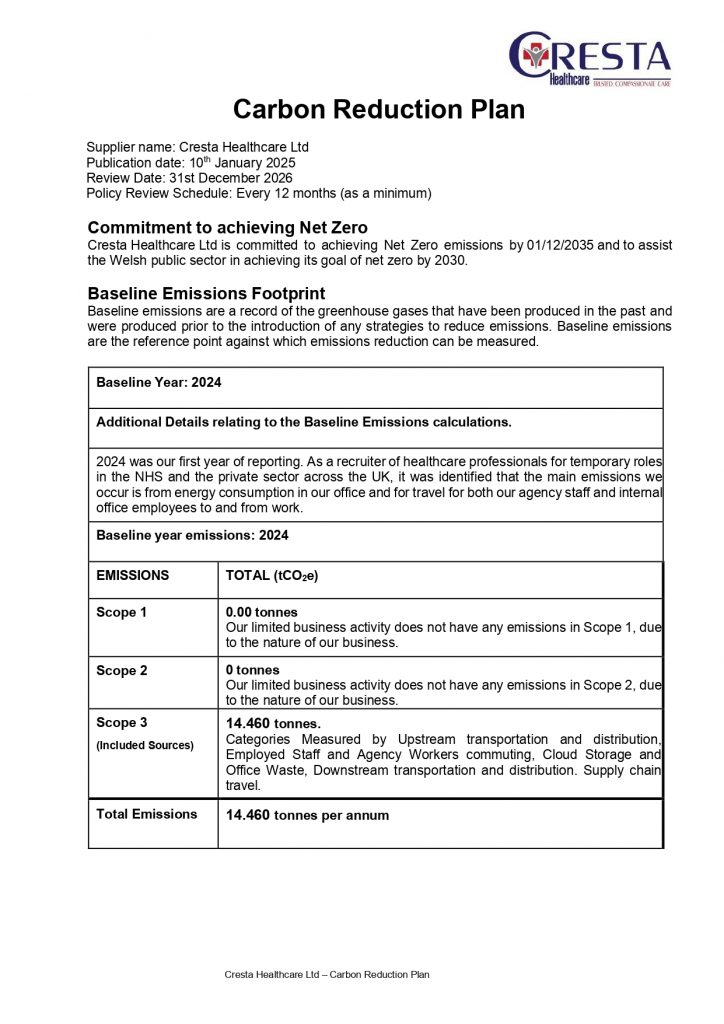 CRESTA
Healthcare TRUSTED, COMPASSIONATE CARE
Carbon Reduction Plan
Supplier name: Cresta Healthcare Ltd
Publication date: 10th January 2025
Review Date: 31st December 2026
Policy Review Schedule: Every 12 months (as a minimum)
Commitment to achieving Net Zero
Cresta Healthcare Ltd is committed to achieving Net Zero emissions by 01/12/2035 and to assist
the Welsh public sector in achieving its goal of net zero by 2030.
Baseline Emissions Footprint
Baseline emissions are a record of the greenhouse gases that have been produced in the past and
were produced prior to the introduction of any strategies to reduce emissions. Baseline emissions
are the reference point against which emissions reduction can be measured.
Baseline Year: 2024
Additional Details relating to the Baseline Emissions calculations.
2024 was our first year of reporting. As a recruiter of healthcare professionals for temporary roles
in the NHS and the private sector across the UK, it was identified that the main emissions we
occur is from energy consumption in our office and for travel for both our agency staff and internal
office employees to and from work.
Baseline year emissions: 2024
EMISSIONS TOTAL (tCO₂e)
Scope 1 0.00 tonnes
Our limited business activity does not have any emissions in Scope 1, due
to the nature of our business.
Scope 2 0 tonnes
Our limited business activity does not have any emissions in Scope 2, due
to the nature of our business.
Scope 3 14.460 tonnes.
(Included Sources) Categories Measured by Upstream transportation and distribution,
Employed Staff and Agency Workers commuting, Cloud Storage and
Office Waste, Downstream transportation and distribution. Supply chain
travel.
Total Emissions 14.460 tonnes per annum
Cresta Healthcare Ltd – Carbon Reduction Plan